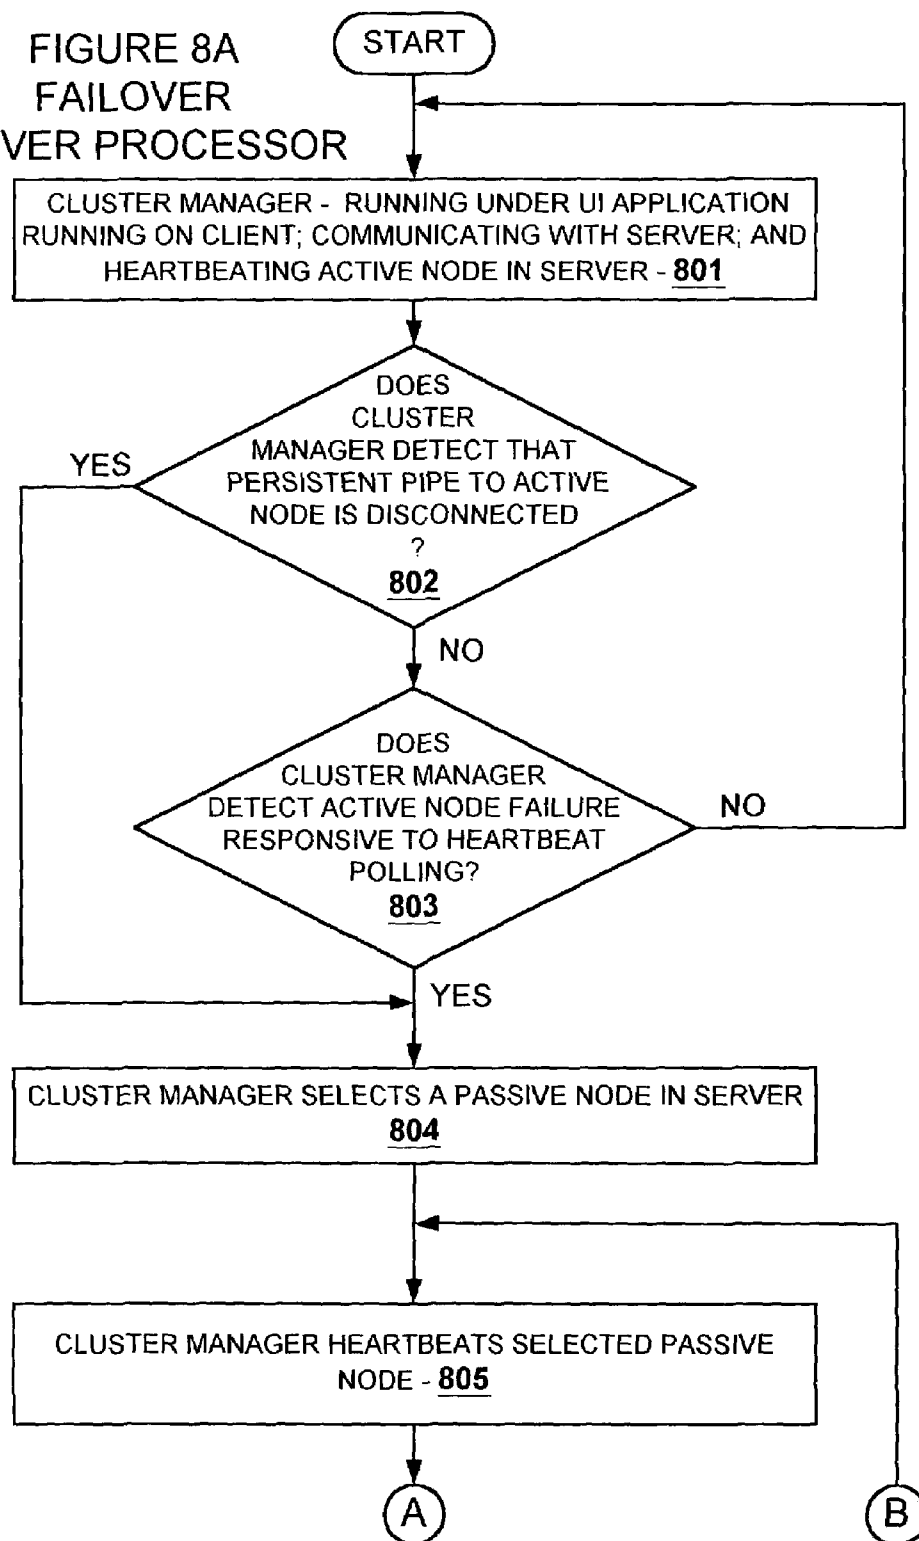 FIGURE 8A
FAILOVER
VER PROCESSOR
START
CLUSTER MANAGER - RUNNING UNDER UI APPLICATION
RUNNING ON CLIENT; COMMUNICATING WITH SERVER; AND
HEARTBEATING ACTIVE NODE IN SERVER - 801
DOES
CLUSTER
MANAGER DETECT THAT
PERSISTENT PIPE TO ACTIVE
NODE IS DISCONNECTED
?
802
YES
NO
DOES
CLUSTER MANAGER
DETECT ACTIVE NODE FAILURE
RESPONSIVE TO HEARTBEAT
POLLING?
803
NO
YES
CLUSTER MANAGER SELECTS A PASSIVE NODE IN SERVER
804
CLUSTER MANAGER HEARTBEATS SELECTED PASSIVE
NODE - 805
A
B